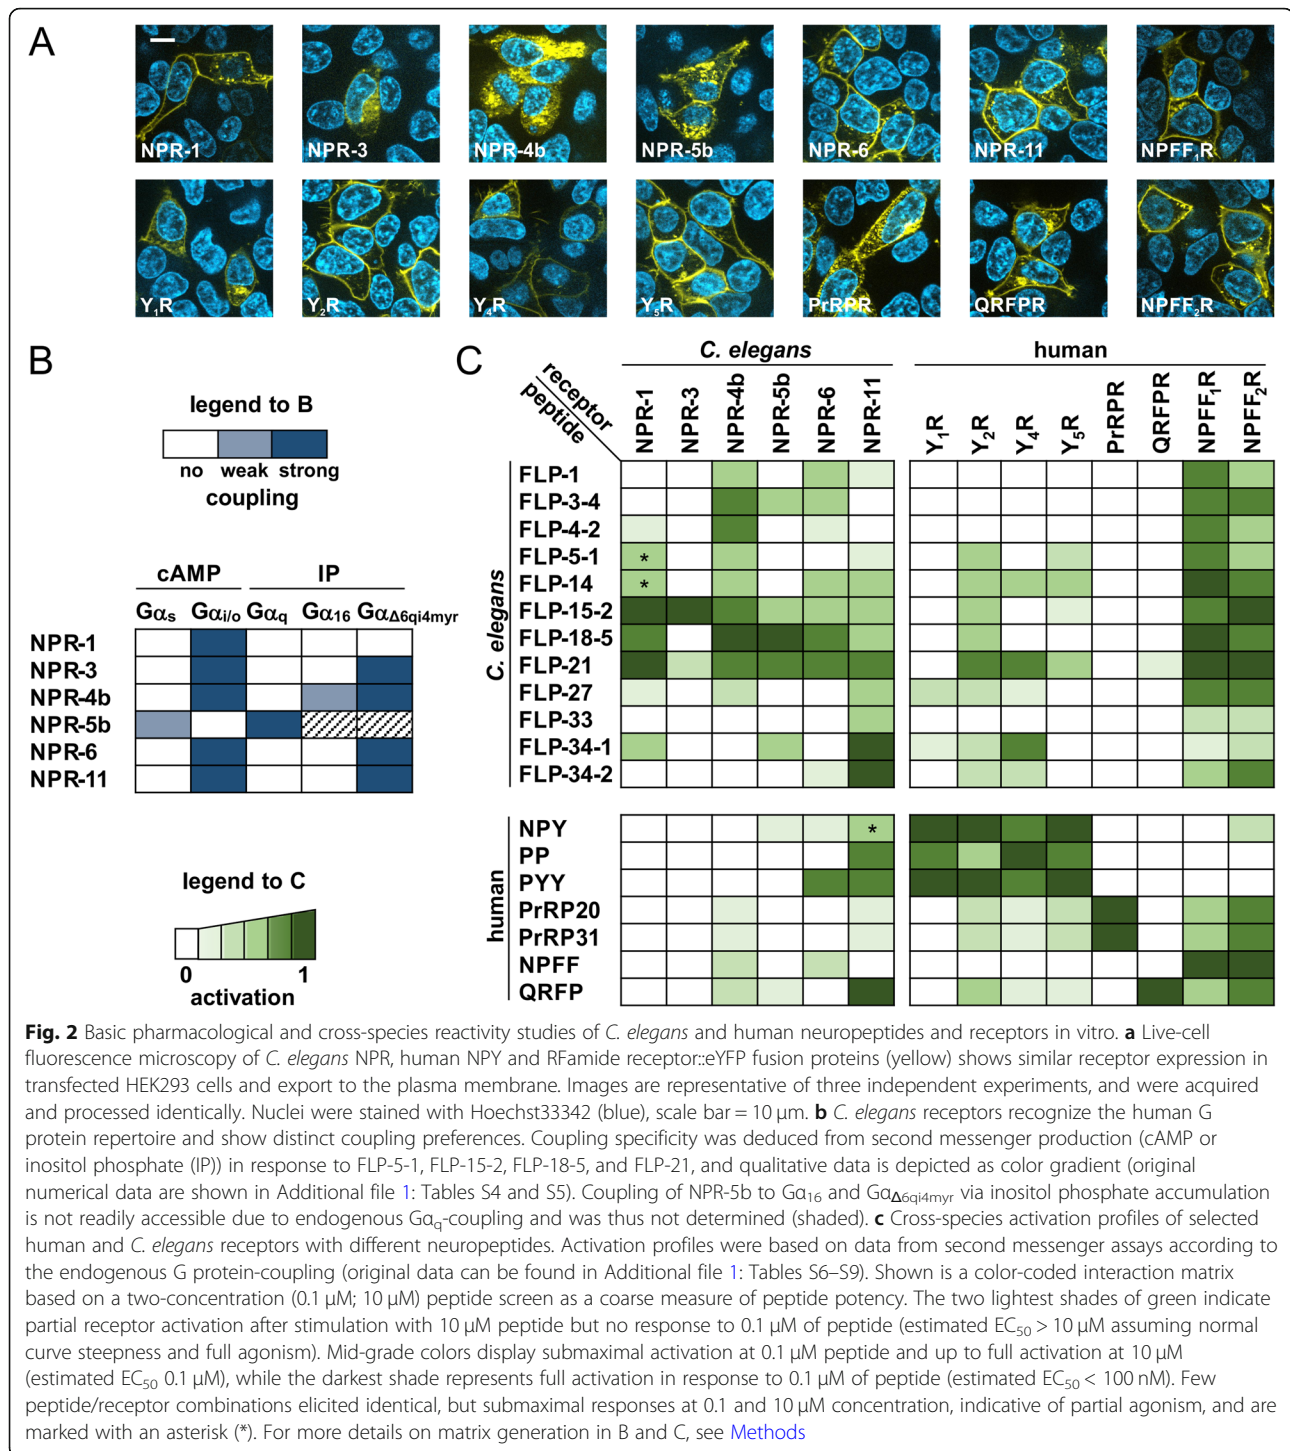 A
NPR-1 NPR-3 NPR-4b NPR-5b NPR-6 NPR-11 NPFF₁R
Y₁R Y₂R Y₄R Y₅R PrRPR QRFPR NPFF₂R
B
legend to B
no weak strong
coupling
cAMP IP
Gαs Gαi/o Gαq Gα16 GαΔ6qi4myr
NPR-1
NPR-3
NPR-4b
NPR-5b
NPR-6
NPR-11
legend to C
0 1
activation
C
C. elegans human
receptor
peptide
NPR-1 NPR-3 NPR-4b NPR-5b NPR-6 NPR-11 Y₁R Y₂R Y₄R Y₅R PrRPR QRFPR NPFF₁R NPFF₂R
C. elegans
FLP-1
FLP-3-4
FLP-4-2
FLP-5-1 *
FLP-14 *
FLP-15-2
FLP-18-5
FLP-21
FLP-27
FLP-33
FLP-34-1
FLP-34-2
human
NPY *
PP
PYY
PrRP20
PrRP31
NPFF
QRFP
Fig. 2 Basic pharmacological and cross-species reactivity studies of C. elegans and human neuropeptides and receptors in vitro. a Live-cell
fluorescence microscopy of C. elegans NPR, human NPY and RFamide receptor::eYFP fusion proteins (yellow) shows similar receptor expression in
transfected HEK293 cells and export to the plasma membrane. Images are representative of three independent experiments, and were acquired
and processed identically. Nuclei were stained with Hoechst33342 (blue), scale bar = 10 μm. b C. elegans receptors recognize the human G
protein repertoire and show distinct coupling preferences. Coupling specificity was deduced from second messenger production (cAMP or
inositol phosphate (IP)) in response to FLP-5-1, FLP-15-2, FLP-18-5, and FLP-21, and qualitative data is depicted as color gradient (original
numerical data are shown in Additional file 1: Tables S4 and S5). Coupling of NPR-5b to Gα16 and GαΔ6qi4myr via inositol phosphate accumulation
is not readily accessible due to endogenous Gαq-coupling and was thus not determined (shaded). c Cross-species activation profiles of selected
human and C. elegans receptors with different neuropeptides. Activation profiles were based on data from second messenger assays according to
the endogenous G protein-coupling (original data can be found in Additional file 1: Tables S6–S9). Shown is a color-coded interaction matrix
based on a two-concentration (0.1 μM; 10 μM) peptide screen as a coarse measure of peptide potency. The two lightest shades of green indicate
partial receptor activation after stimulation with 10 μM peptide but no response to 0.1 μM of peptide (estimated EC₅₀ > 10 μM assuming normal
curve steepness and full agonism). Mid-grade colors display submaximal activation at 0.1 μM peptide and up to full activation at 10 μM
(estimated EC₅₀ 0.1 μM), while the darkest shade represents full activation in response to 0.1 μM of peptide (estimated EC₅₀ < 100 nM). Few
peptide/receptor combinations elicited identical, but submaximal responses at 0.1 and 10 μM concentration, indicative of partial agonism, and are
marked with an asterisk (*). For more details on matrix generation in B and C, see Methods